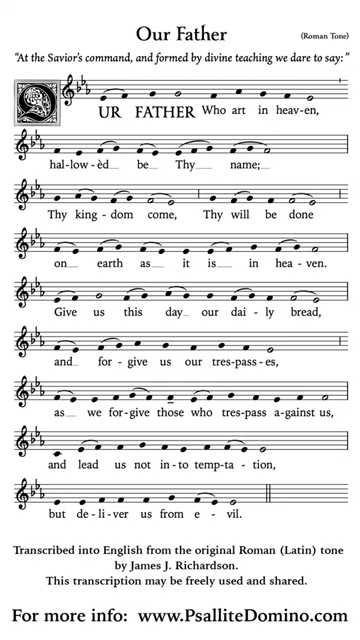 Our Father
(Roman Tone)
“At the Savior's command, and formed by divine teaching we dare to say:”
OUR FATHER Who art in heav-en,
hal-low-èd be Thy name;
Thy king-dom come, Thy will be done
on earth as it is in hea-ven.
Give us this day our dai-ly bread,
and for-give us our tres-pass-es,
as we for-give those who tres-pass a-gainst us,
and lead us not in-to temp-ta-tion,
but de-li-ver us from e-vil.
Transcribed into English from the original Roman (Latin) tone
by James J. Richardson.
This transcription may be freely used and shared.
For more info: www.PsalliteDomino.com